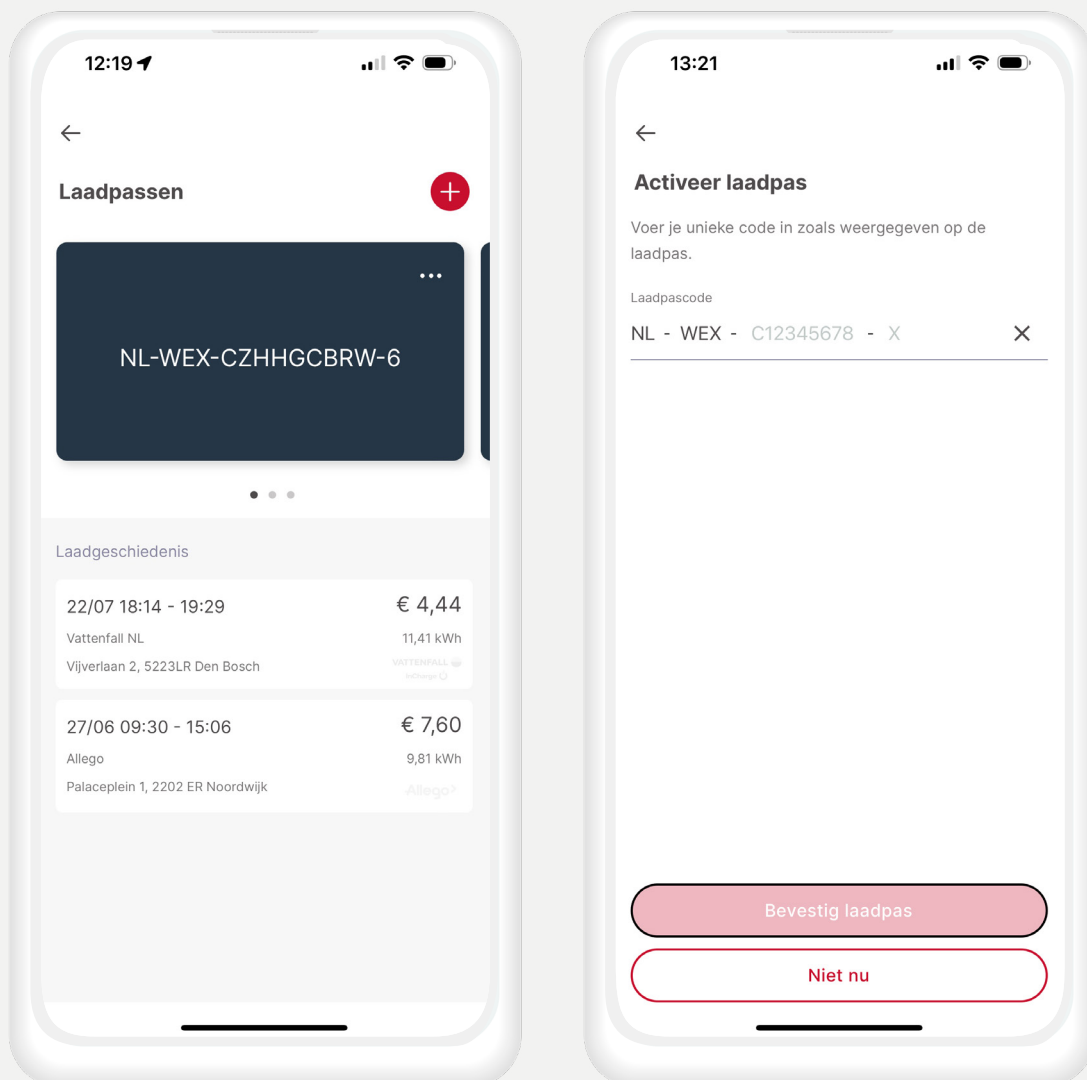 12:19
Laadpassen
NL-WEX-CZHHGCBRW-6
Laadgeschiedenis
22/07 18:14 - 19:29
€ 4,44
Vattenfall NL
11,41 kWh
Vijverlaan 2, 5223LR Den Bosch
VATTENFALL
InCharge
27/06 09:30 - 15:06
€ 7,60
Allego
9,81 kWh
Palaceplein 1, 2202 ER Noordwijk
Allego>
13:21
Activeer laadpas
Voer je unieke code in zoals weergegeven op de
laadpas.
Laadpascode
NL - WEX - C12345678 - X
Bevestig laadpas
Niet nu